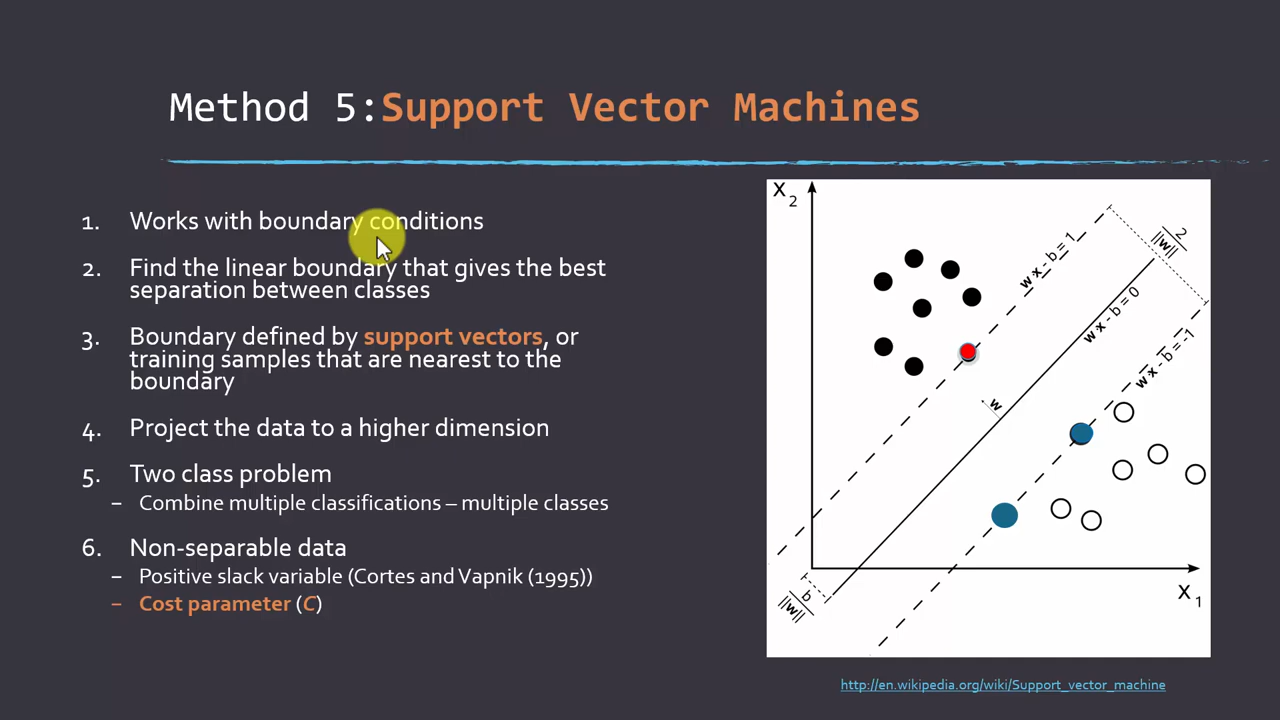 Method 5:Support Vector Machines
1. Works with boundary conditions
2. Find the linear boundary that gives the best
separation between classes
3. Boundary defined by support vectors, or
training samples that are nearest to the
boundary
4. Project the data to a higher dimension
5. Two class problem
– Combine multiple classifications – multiple classes
6. Non-separable data
– Positive slack variable (Cortes and Vapnik (1995))
– Cost parameter (C)
X2
w x - b = 1
2
||w||
w x - b = 0
w x - b = -1
w
b
||w||
X1
http://en.wikipedia.org/wiki/Support_vector_machine